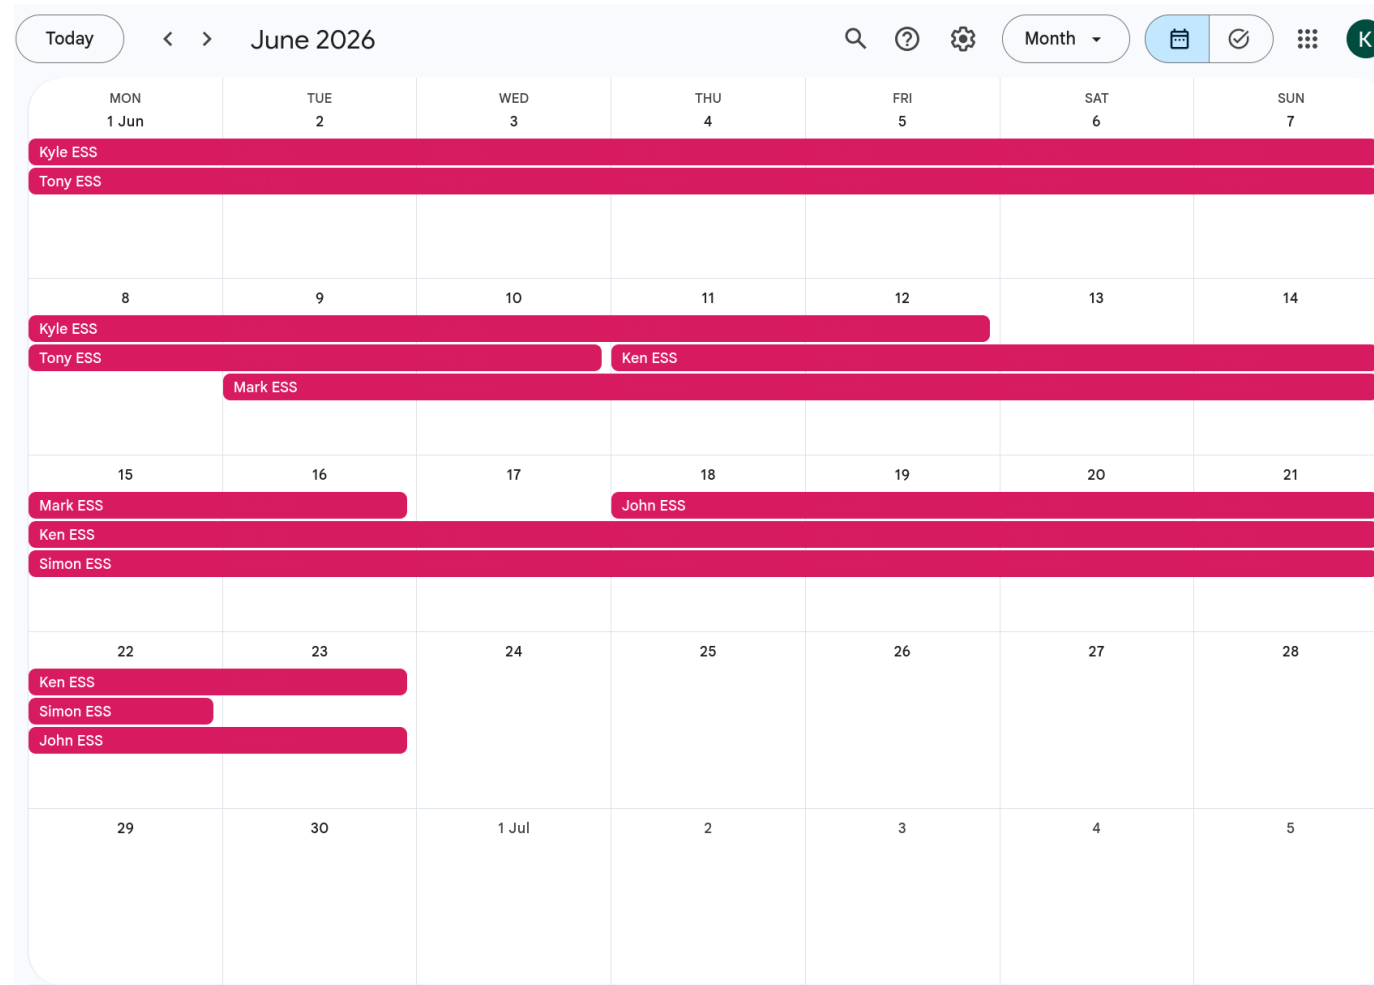 Today June 2026 Month K
MON TUE WED THU FRI SAT SUN
1 Jun 2 3 4 5 6 7
Kyle ESS
Tony ESS
8 9 10 11 12 13 14
Kyle ESS
Tony ESS Ken ESS
Mark ESS
15 16 17 18 19 20 21
Mark ESS John ESS
Ken ESS
Simon ESS
22 23 24 25 26 27 28
Ken ESS
Simon ESS
John ESS
29 30 1 Jul 2 3 4 5